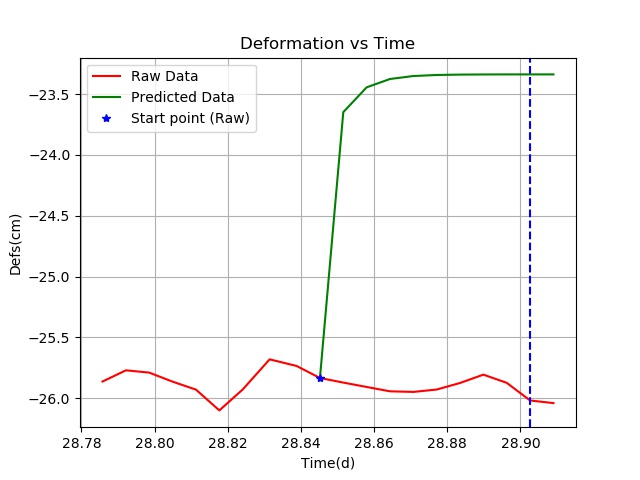 Deformation vs Time
Raw Data
Predicted Data
Start point (Raw)
Defs(cm)
−23.5
−24.0
−24.5
−25.0
−25.5
−26.0
28.78 28.80 28.82 28.84 28.86 28.88 28.90
Time(d)